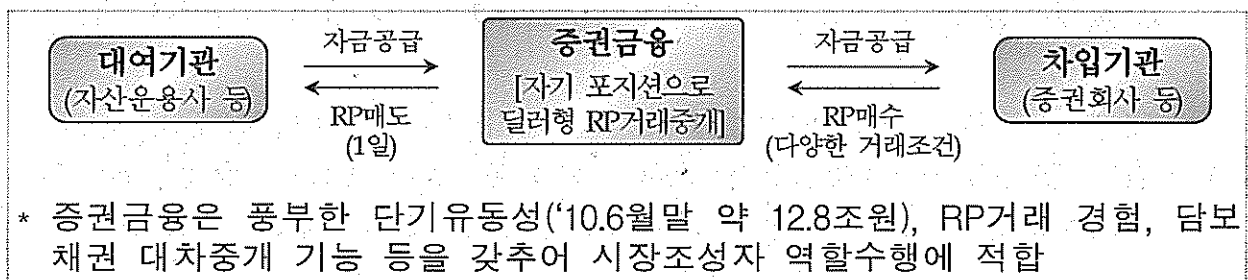 대여기관
(자산운용사 등)
자금공급
RP매도
(1일)
증권금융
[자기 포지션으로
딜러형 RP거래중개]
자금공급
RP매수
(다양한 거래조건)
차입기관
(증권회사 등)
* 증권금융은 풍부한 단기유동성('10.6월말 약 12.8조원), RP거래 경험, 담보
채권 대차중개 기능 등을 갖추어 시장조성자 역할수행에 적합